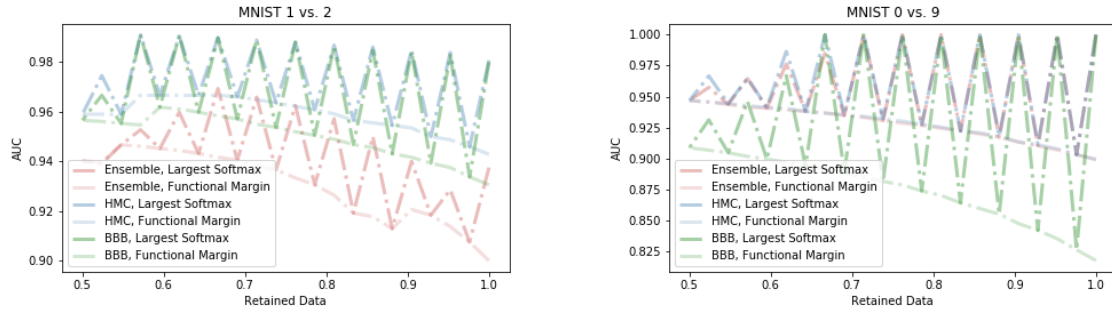 MNIST 1 vs. 2
AUC
0.98
0.96
0.94
0.92
0.90
Ensemble, Largest Softmax
Ensemble, Functional Margin
HMC, Largest Softmax
HMC, Functional Margin
BBB, Largest Softmax
BBB, Functional Margin
0.5 0.6 0.7 0.8 0.9 1.0
Retained Data
MNIST 0 vs. 9
AUC
1.000
0.975
0.950
0.925
0.900
0.875
0.850
0.825
Ensemble, Largest Softmax
Ensemble, Functional Margin
HMC, Largest Softmax
HMC, Functional Margin
BBB, Largest Softmax
BBB, Functional Margin
0.5 0.6 0.7 0.8 0.9 1.0
Retained Data